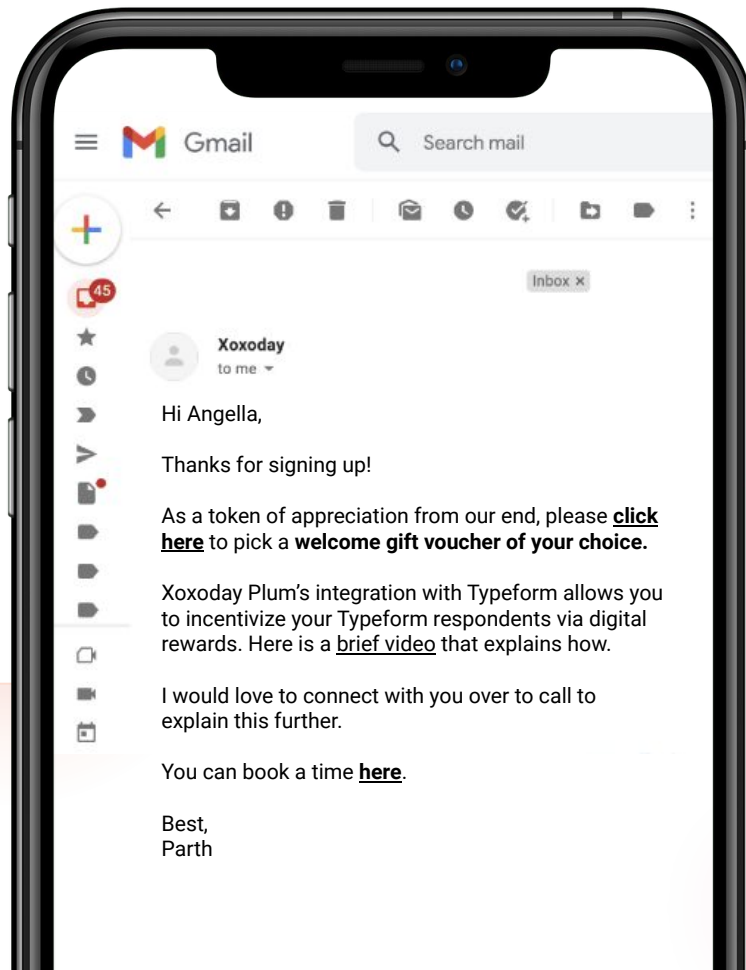 Gmail
Search mail
45
Inbox ×
Xoxoday
to me
Hi Angella,
Thanks for signing up!
As a token of appreciation from our end, please click
here to pick a welcome gift voucher of your choice.
Xoxoday Plum's integration with Typeform allows you
to incentivize your Typeform respondents via digital
rewards. Here is a brief video that explains how.
I would love to connect with you over to call to
explain this further.
You can book a time here.
Best,
Parth